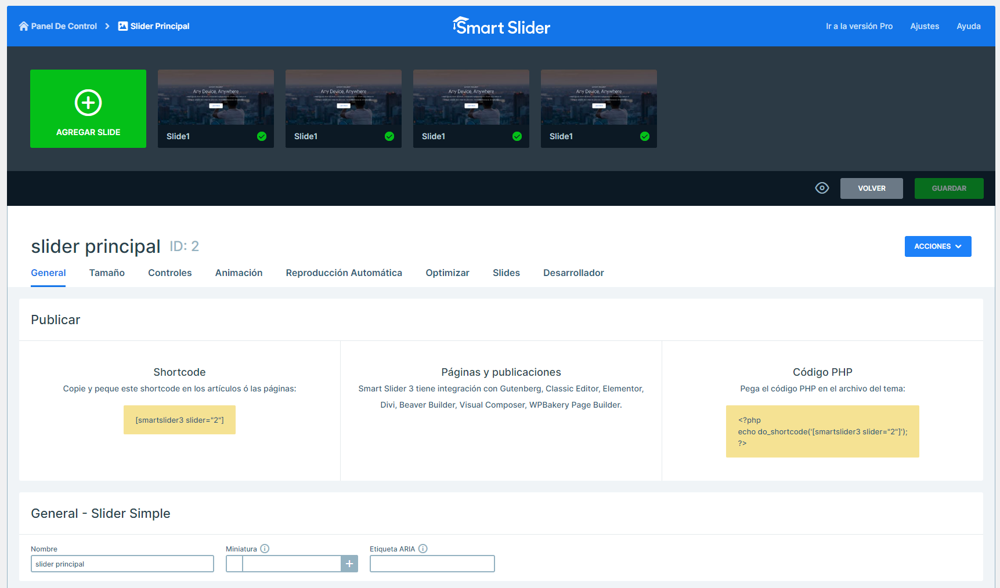 Panel De Control
Slider Principal
Smart Slider
Ir a la versión Pro
Ajustes
Ayuda
AGREGAR SLIDE
Any Device, Anywhere
Slide1
Any Device, Anywhere
Slide1
Any Device, Anywhere
Slide1
Any Device, Anywhere
Slide1
VOLVER
GUARDAR
slider principal ID: 2
ACCIONES
General
Tamaño
Controles
Animación
Reproducción Automática
Optimizar
Slides
Desarrollador
Publicar
Shortcode
Copie y peque este shortcode en los artículos ó las páginas:
[smartslider3 slider="2"]
Páginas y publicaciones
Smart Slider 3 tiene integración con Gutenberg, Classic Editor, Elementor,
Divi, Beaver Builder, Visual Composer, WPBakery Page Builder.
Código PHP
Pega el código PHP en el archivo del tema:
<?php
echo do_shortcode('[smartslider3 slider="2"]');
?>
General - Slider Simple
Nombre
slider principal
Miniatura
Etiqueta ARIA